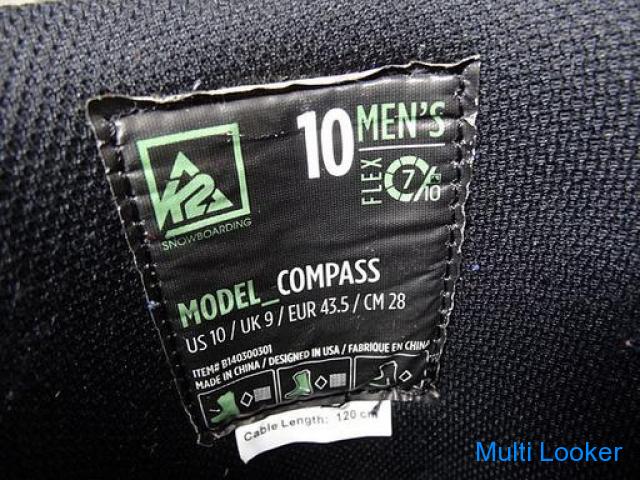 10 MEN'S
FLEX 7/10
K2
SNOWBOARDING
MODEL_COMPASS
US 10 / UK 9 / EUR 43.5 / CM 28
ITEM# B140300301
MADE IN CHINA / DESIGNED IN USA / FABRIQUE EN CHINA
Cable Length: 120 cm
Multi Looker